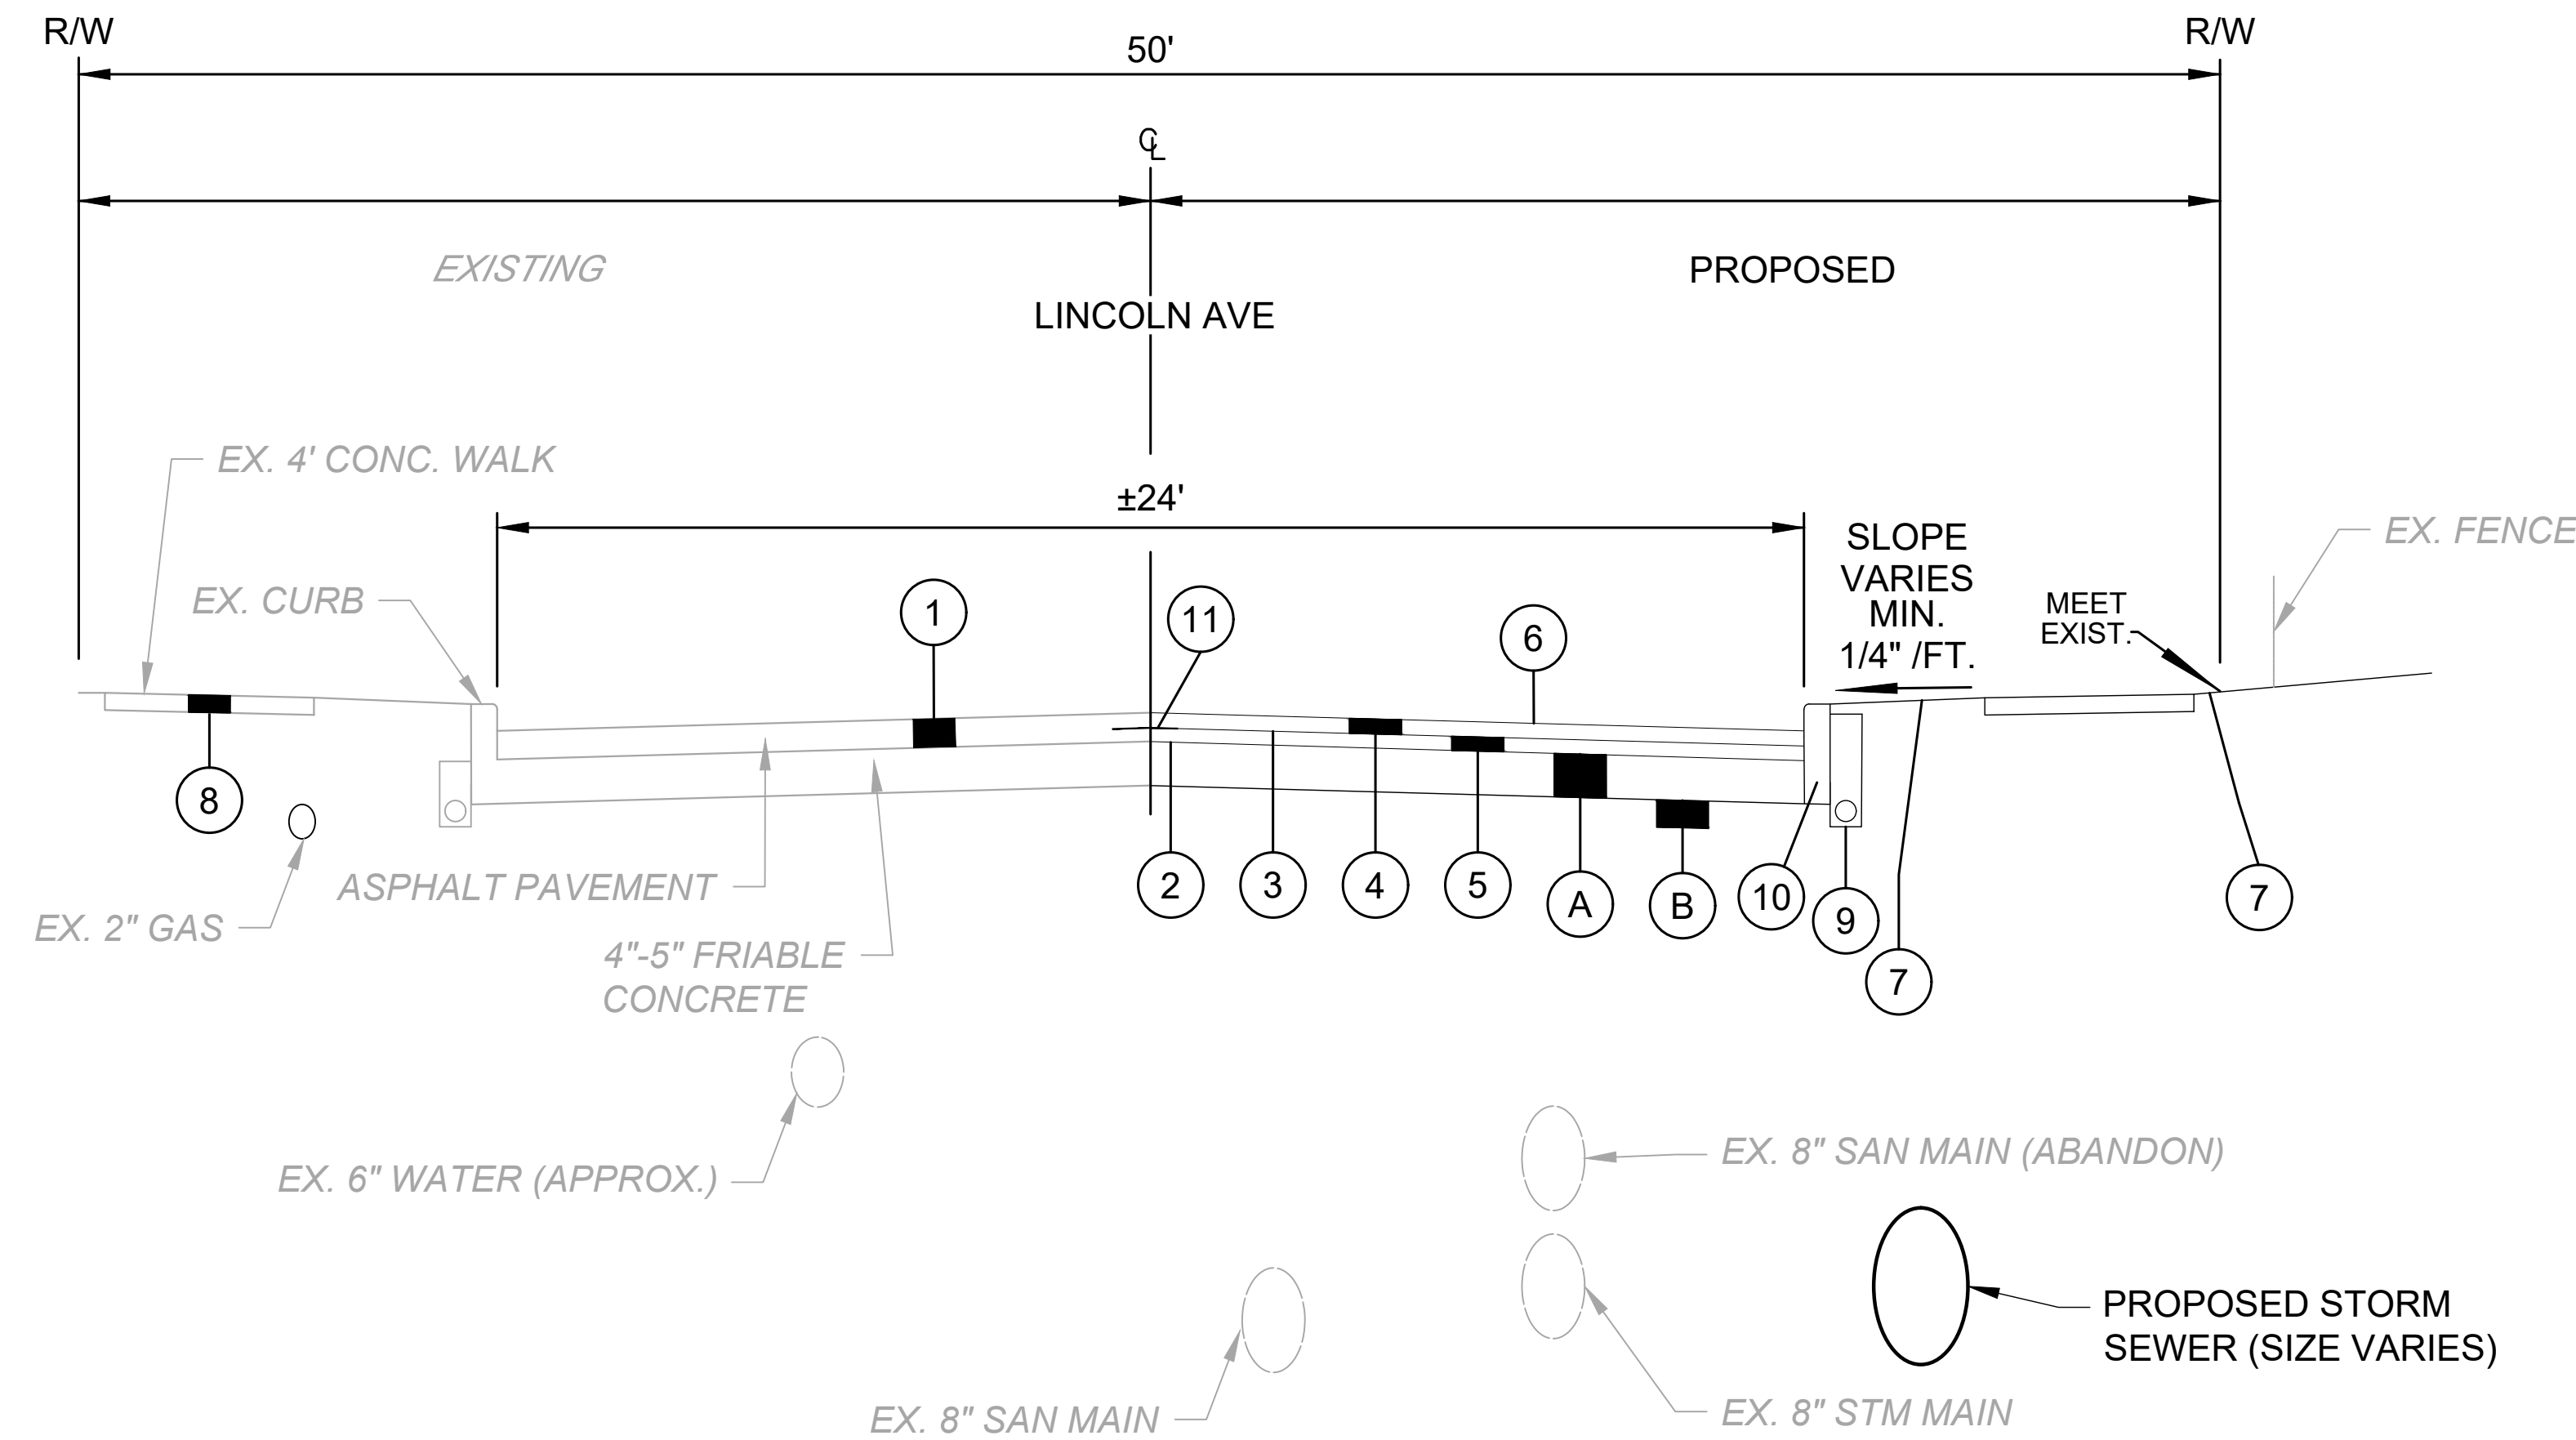 R/W
R/W
50'
℄
EXISTING
PROPOSED
LINCOLN AVE
EX. 4' CONC. WALK
±24'
SLOPE
VARIES
MIN.
1/4" /FT.
EX. FENCE
EX. CURB
MEET
EXIST.
1
11
6
8
ASPHALT PAVEMENT
2
3
4
5
A
B
10
9
7
7
EX. 2" GAS
4"-5" FRIABLE
CONCRETE
EX. 6" WATER (APPROX.)
EX. 8" SAN MAIN (ABANDON)
PROPOSED STORM
SEWER (SIZE VARIES)
EX. 8" SAN MAIN
EX. 8" STM MAIN